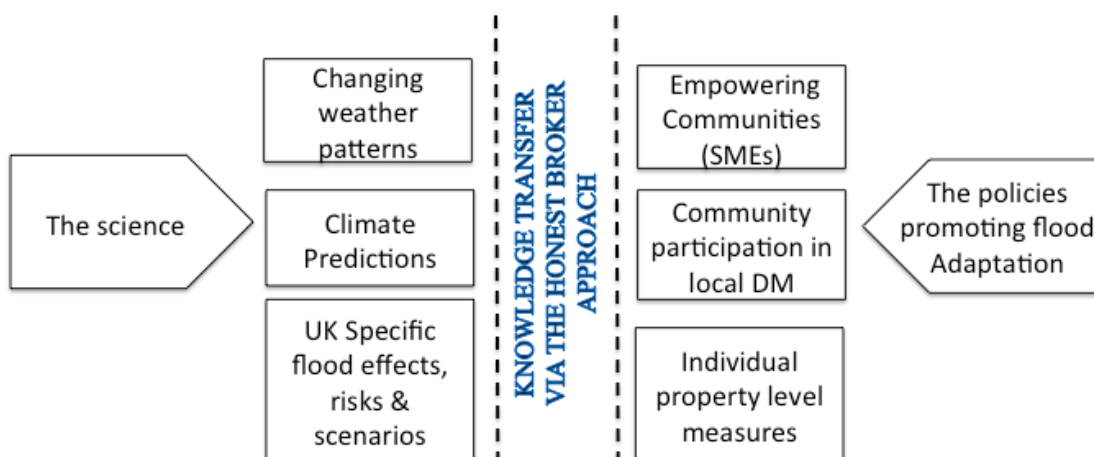 The science
Changing
weather
patterns
Climate
Predictions
UK Specific
flood effects,
risks &
scenarios
KNOWLEDGE TRANSFER
VIA THE HONEST BROKER
APPROACH
Empowering
Communities
(SMEs)
Community
participation in
local DM
Individual
property level
measures
The policies
promoting flood
Adaptation